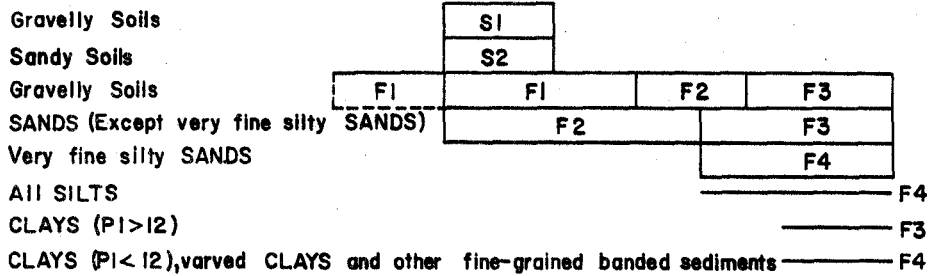 Gravelly Soils S1
Sandy Soils S2
Gravelly Soils F1 F1 F2 F3
SANDS (Except very fine silty SANDS) F2 F3
Very fine silty SANDS F4
All SILTS F4
CLAYS (PI>12) F3
CLAYS (PI<12),varved CLAYS and other fine-grained banded sediments F4